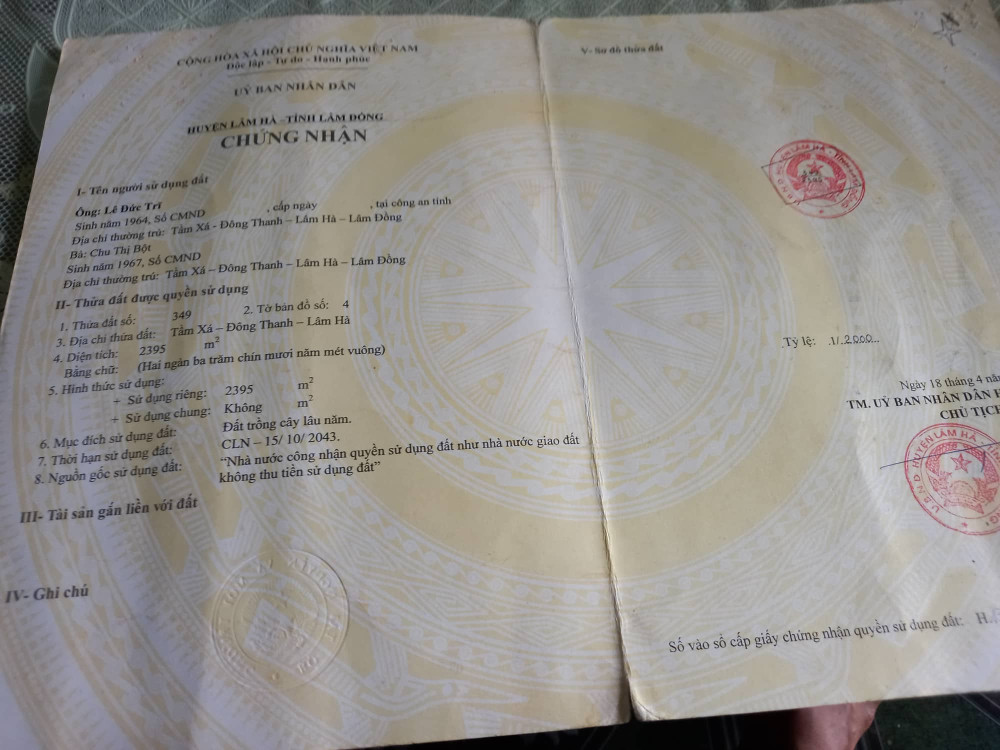 CỘNG HÒA XÃ HỘI CHỦ NGHĨA VIỆT NAM
Độc lập - Tự do - Hạnh phúc
UỶ BAN NHÂN DÂN
HUYỆN LÂM HÀ - TỈNH LÂM ĐỒNG
CHỨNG NHẬN
I- Tên người sử dụng đất
Ông: Lê Đức Trĩ
Sinh năm 1964, Số CMND , cấp ngày , tại công an tỉnh
Địa chỉ thường trú: Tầm Xá - Đông Thanh – Lâm Hà – Lâm Đồng
Bà: Chu Thị Bột
Sinh năm 1967, Số CMND
Địa chỉ thường trú: Tầm Xá – Đông Thanh – Lâm Hà – Lâm Đồng
II- Thửa đất được quyền sử dụng
1. Thửa đất số: 349 2. Tờ bản đồ số: 4
3. Địa chỉ thửa đất: Tầm Xá – Đông Thanh – Lâm Hà
4. Diện tích: 2395 m²
Bằng chữ: (Hai ngàn ba trăm chín mươi năm mét vuông)
5. Hình thức sử dụng:
+ Sử dụng riêng: 2395 m²
+ Sử dụng chung: Không m²
6. Mục đích sử dụng đất: Đất trồng cây lâu năm.
7. Thời hạn sử dụng đất: CLN – 15/ 10/ 2043.
8. Nguồn gốc sử dụng đất: “Nhà nước công nhận quyền sử dụng đất như nhà nước giao đất
không thu tiền sử dụng đất”
III- Tài sản gắn liền với đất
IV- Ghi chú
V- Sơ đồ thửa đất
Tỷ lệ: 1/2000
Ngày 18 tháng 4
TM. UỶ BAN NHÂN DÂN
CHỦ TỊCH
U.B.N.D HUYỆN LÂM HÀ
Số vào sổ cấp giấy chứng nhận quyền sử dụng đất: H.